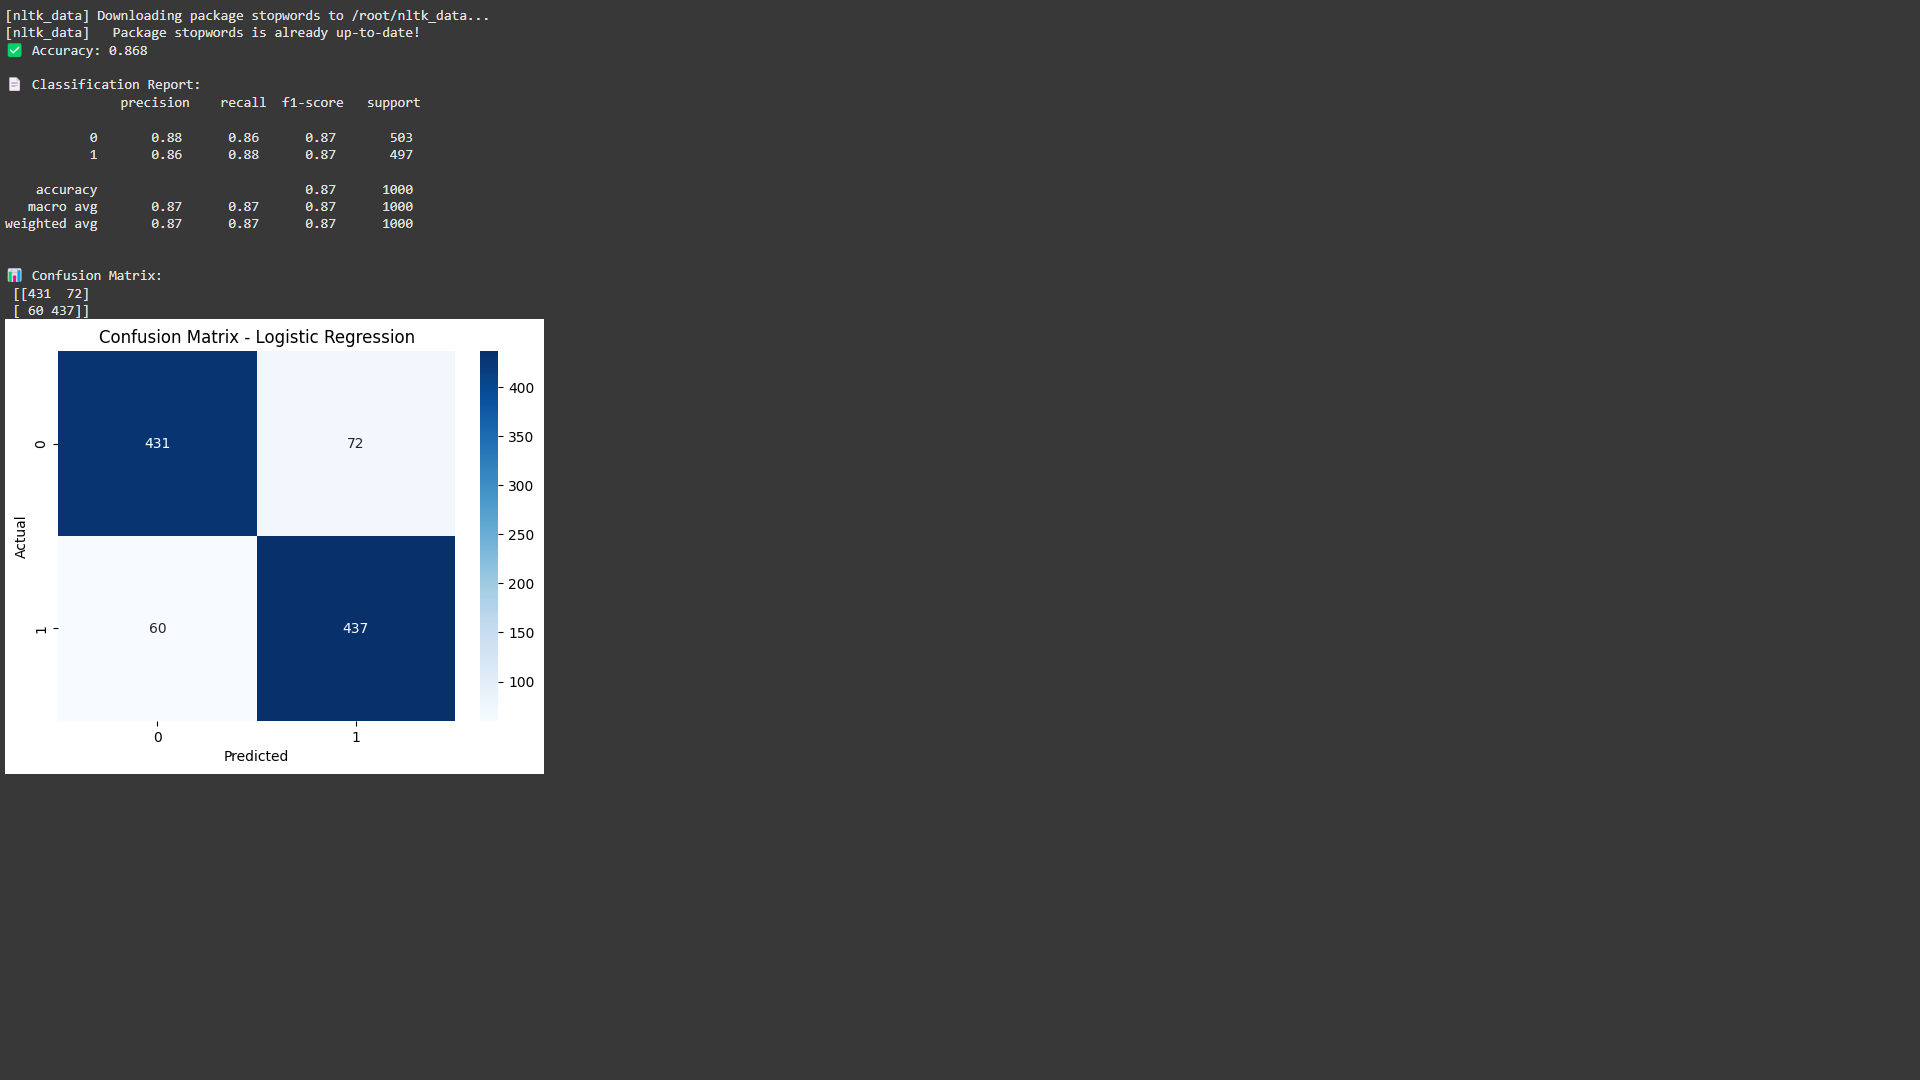 [nltk_data] Downloading package stopwords to /root/nltk_data...
[nltk_data]   Package stopwords is already up-to-date!
✅ Accuracy: 0.868
📄 Classification Report:
              precision    recall  f1-score   support
           0       0.88      0.86      0.87       503
           1       0.86      0.88      0.87       497
    accuracy                           0.87      1000
   macro avg       0.87      0.87      0.87      1000
weighted avg       0.87      0.87      0.87      1000
📊 Confusion Matrix:
 [[431  72]
 [ 60 437]]
Confusion Matrix - Logistic Regression
400
431 72
0
350
300
250
Actual
200
60 437
1
150
100
0 1
Predicted